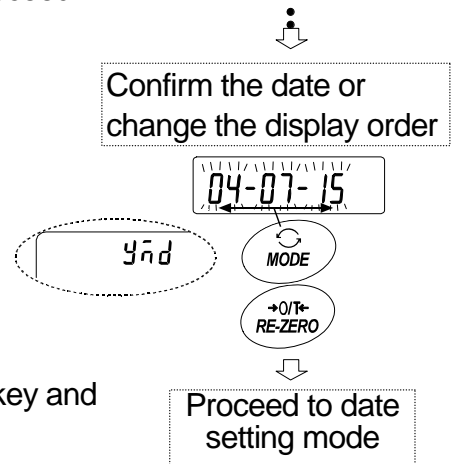 Confirm the date or
change the display order
04-07-15
ymd
MODE
→0/T←
RE-ZERO
key and
Proceed to date
setting mode